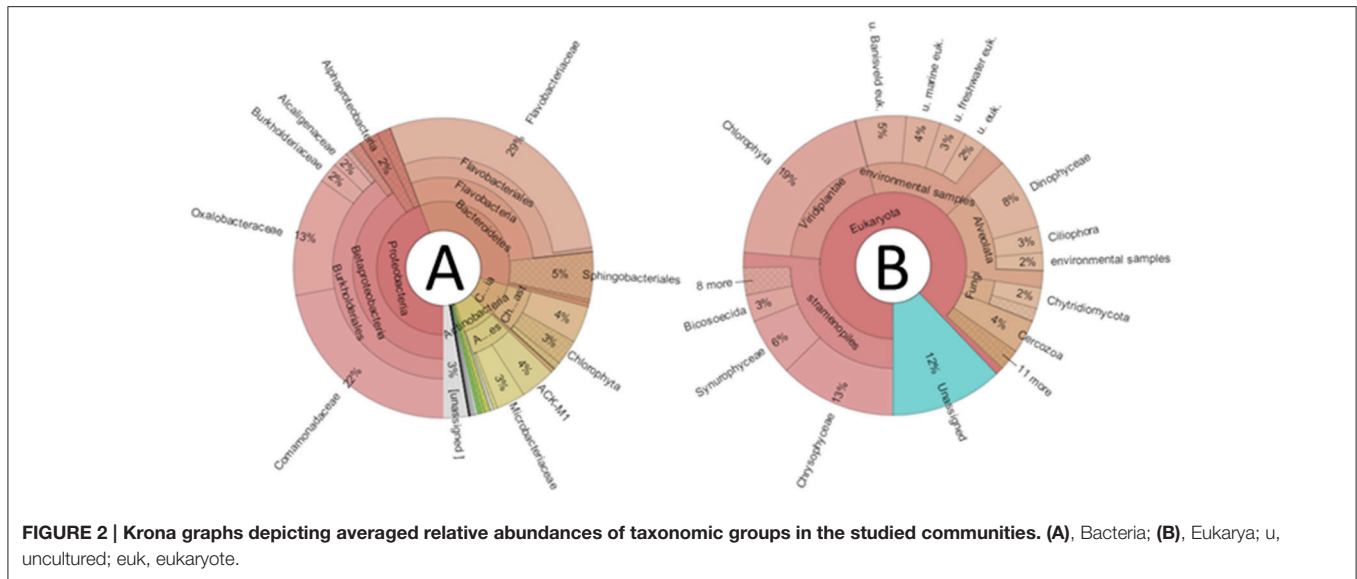 Flavobacteriaceae
29%
Flavobacteriales
Flavobacteria
Bacteroidetes
5%
Sphingobacteriales
C...ia
Ch...ast
4%
3%
Chlorophyta
Actinobacteria
A...es
4%
ACK-M1
3%
Microbacteriaceae
3%
[unassigned ]
22%
Comamonadaceae
13%
Oxalobacteraceae
Burkholderiales
Betaproteobacteria
Proteobacteria
2%
Burkholderiaceae
2%
Alcaligenaceae
2%
Alphaproteobacteria
A
u. Banisveld euk.
5%
u. marine euk.
4%
u. freshwater euk.
3%
u. euk.
2%
environmental samples
Eukaryota
Dinophyceae
8%
Alveolata
Ciliophora
3%
environmental samples
2%
Fungi
2%
Chytridiomycota
4%
Cercozoa
11 more
12%
Unassigned
13%
Chrysophyceae
6%
Synurophyceae
3%
Bicosoecida
8 more
stramenopiles
Viridiplantae
19%
Chlorophyta
B
FIGURE 2 | Krona graphs depicting averaged relative abundances of taxonomic groups in the studied communities. (A), Bacteria; (B), Eukarya; u,
uncultured; euk, eukaryote.